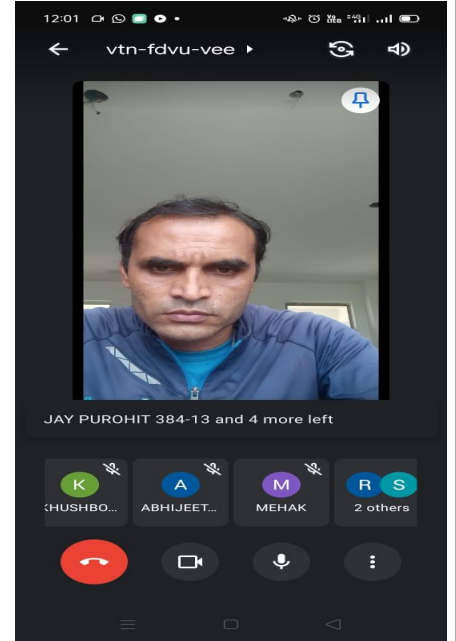 12:01
vtn-fdvu-vee
JAY PUROHIT 384-13 and 4 more left
K A M R S
KHUSHBO... ABHIJEET... MEHAK 2 others